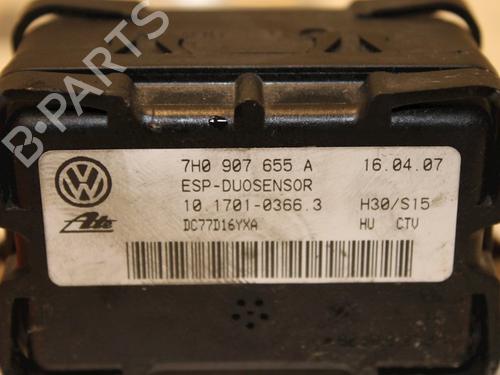 B-PARTS
7H0 907 655 A 16.04.07
ESP-DUOSENSOR
10.1701-0366.3 H30/S15
DC77D16YXA HU CTV
Ate